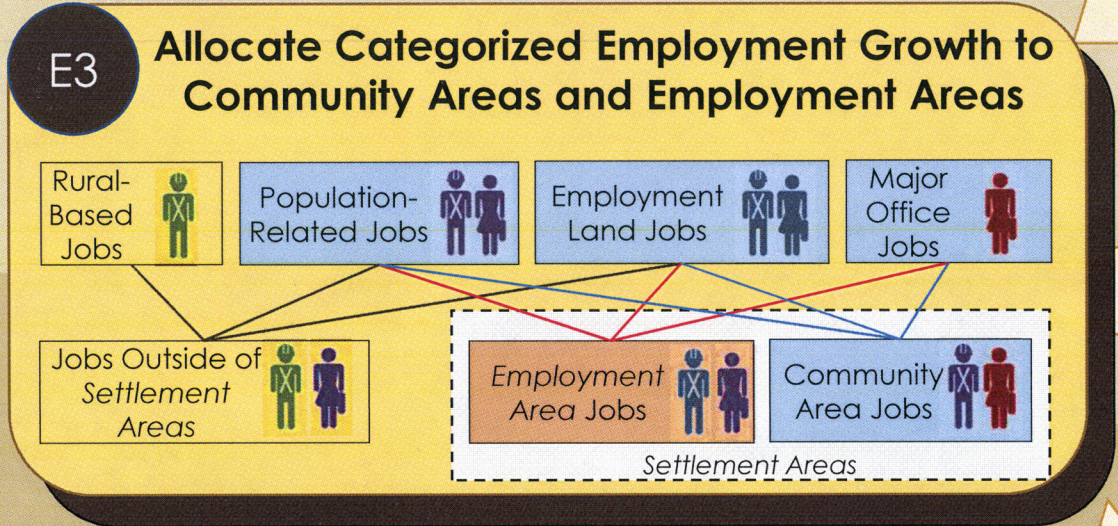 E3
Allocate Categorized Employment Growth to
Community Areas and Employment Areas
Rural-
Based
Jobs
Population-
Related Jobs
Employment
Land Jobs
Major
Office
Jobs
Jobs Outside of
Settlement
Areas
Employment
Area Jobs
Community
Area Jobs
Settlement Areas